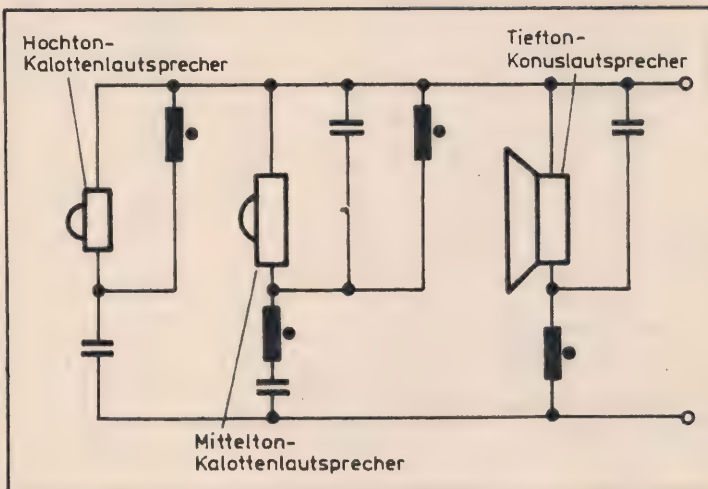 Hochton-
Kalottenlautsprecher
Tiefton-
Konuslautsprecher
Mittelton-
Kalottenlautsprecher